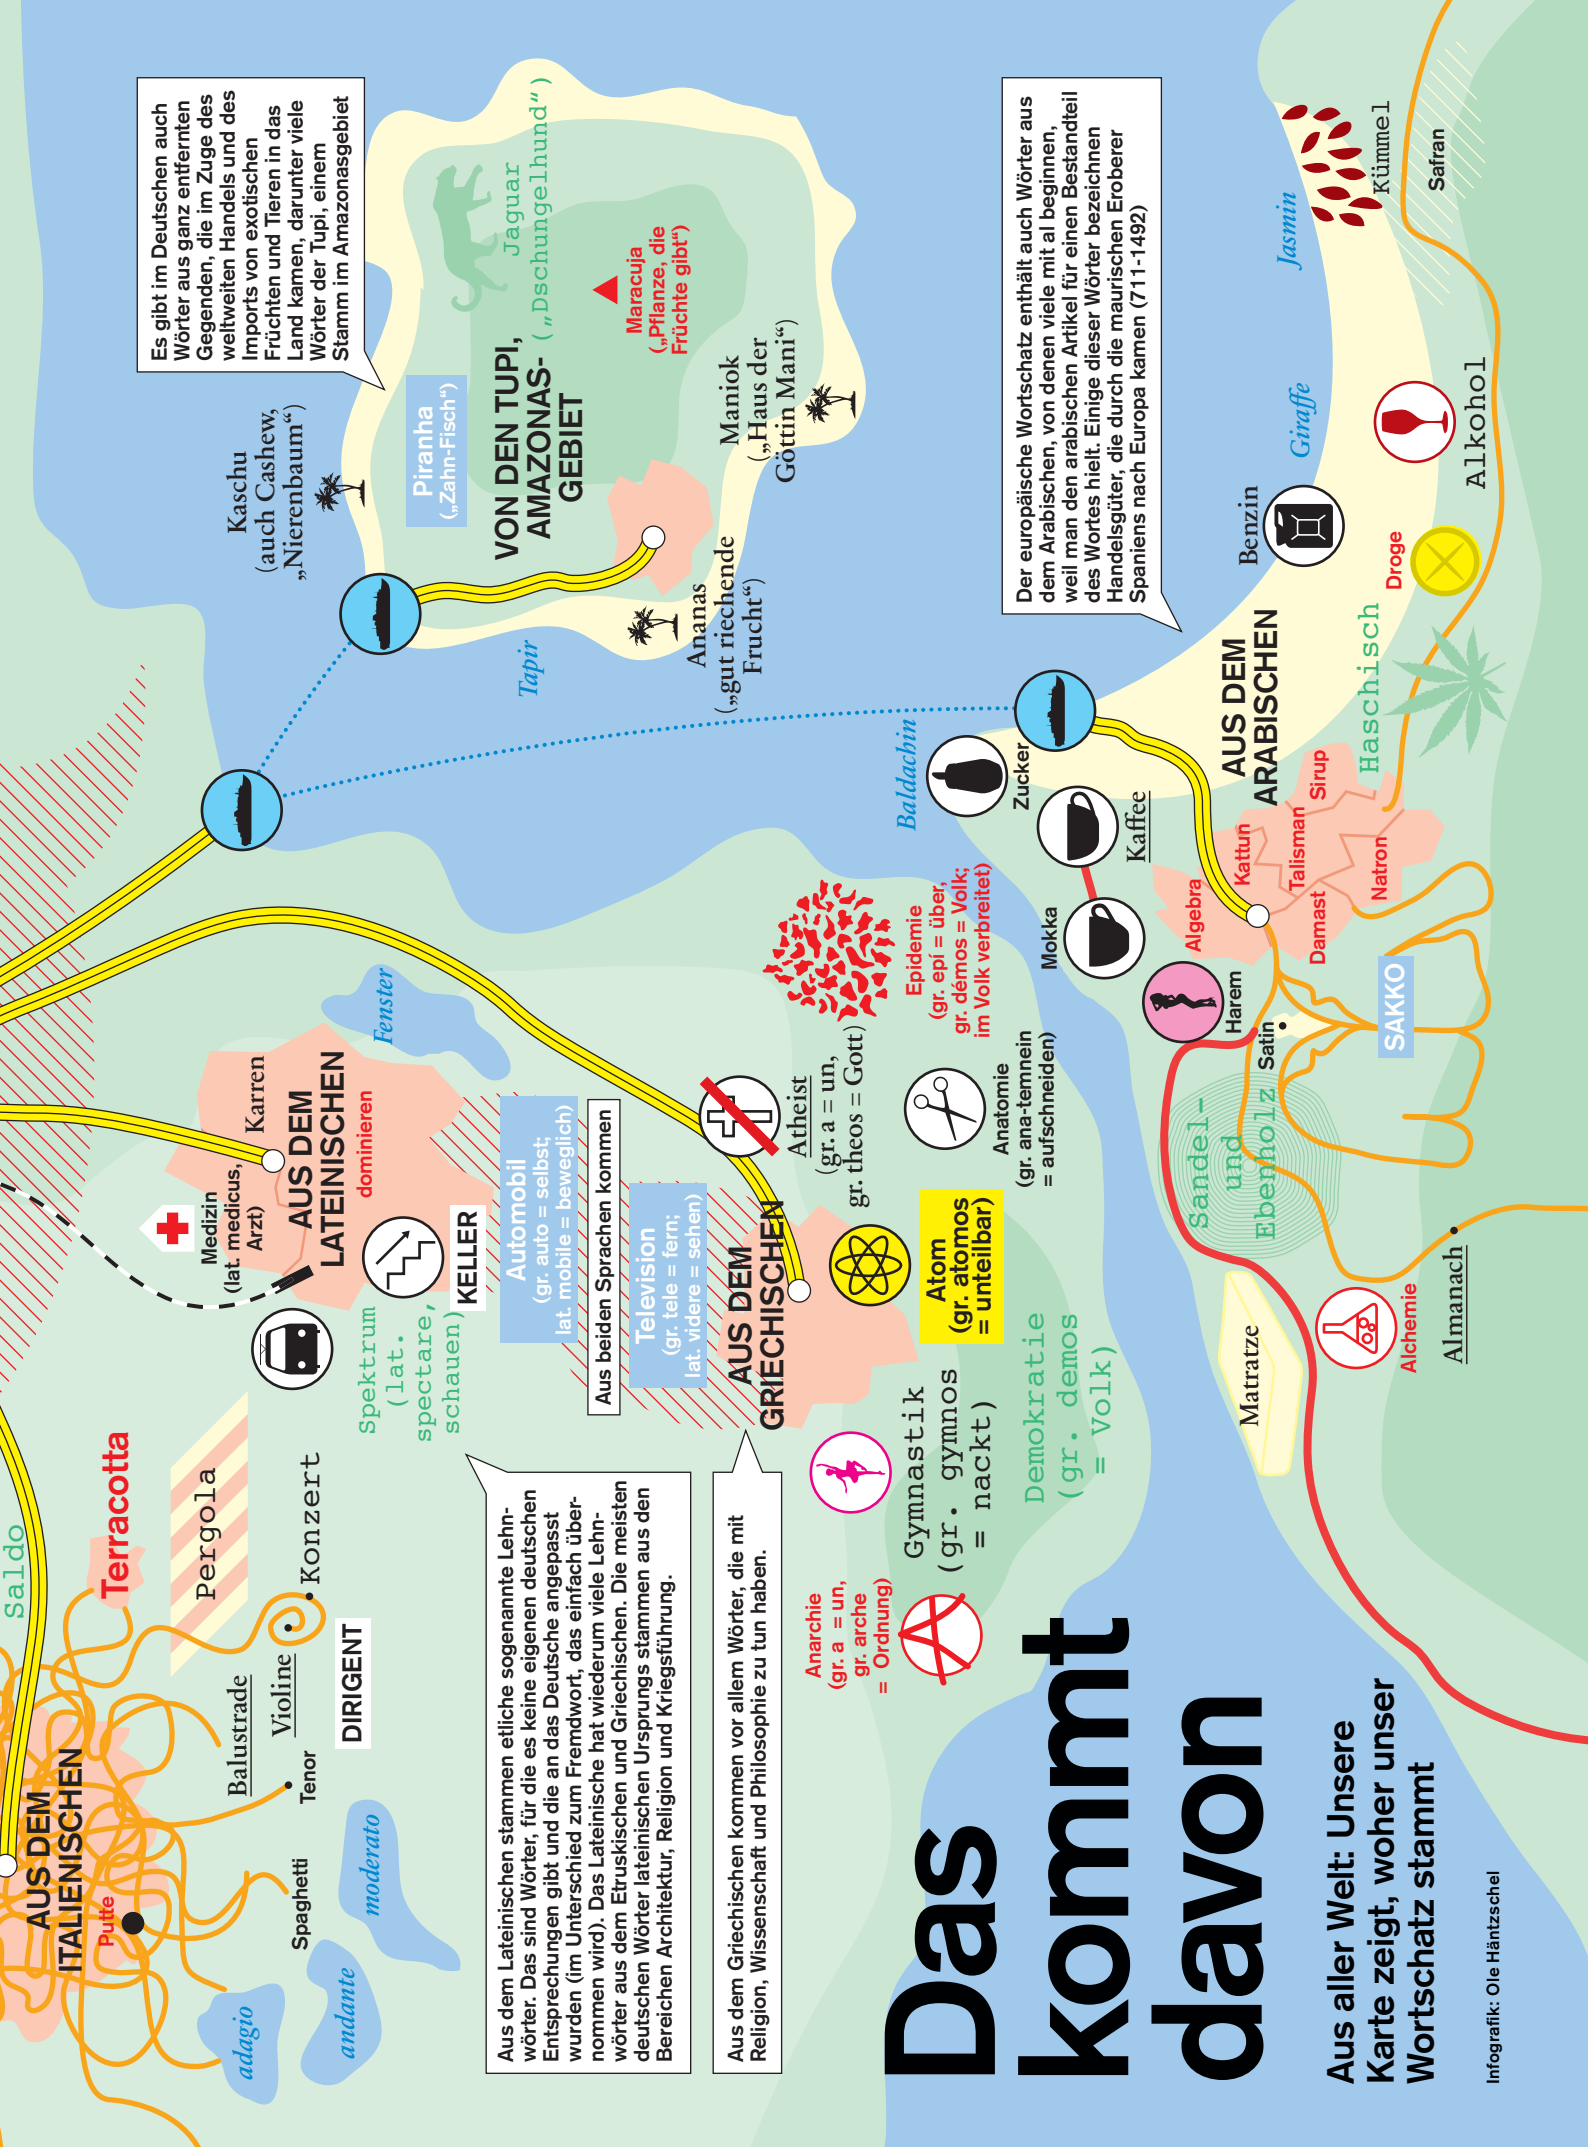 Das
kommt
davon
Aus aller Welt: Unsere
Karte zeigt, woher unser
Wortschatz stammt
Infografik: Ole Häntzschel
AUS DEM
ITALIENISCHEN
Saldo
Terracotta
Pergola
Konzert
Balustrade
Violine
DIRIGENT
Tenor
Putte
Spaghetti
moderato
andante
adagio
Aus dem Lateinischen stammen etliche sogenannte Lehn-
wörter. Das sind Wörter, für die es keine eigenen deutschen
Entsprechungen gibt und die an das Deutsche angepasst
wurden (im Unterschied zum Fremdwort, das einfach über-
nommen wird). Das Lateinische hat wiederum viele Lehn-
wörter aus dem Etruskischen und Griechischen. Die meisten
deutschen Wörter lateinischen Ursprungs stammen aus den
Bereichen Architektur, Religion und Kriegsführung.
AUS DEM
LATEINISCHEN
Karren
Medizin
(lat. medicus,
Arzt)
dominieren
Fenster
Spektrum
(lat.
spectare,
schauen)
KELLER
Automobil
(gr. auto = selbst;
lat. mobile = beweglich)
Aus beiden Sprachen kommen
Television
(gr. tele = fern;
lat. videre = sehen)
Aus dem Griechischen kommen vor allem Wörter, die mit
Religion, Wissenschaft und Philosophie zu tun haben.
AUS DEM
GRIECHISCHEN
Atheist
(gr. a = un,
gr. theos = Gott)
Epidemie
(gr. epí = über,
gr. démos = Volk;
im Volk verbreitet)
Anatomie
(gr. ana-temnein
= aufschneiden)
Atom
(gr. atomos
= unteilbar)
Gymnastik
(gr. gymnos
= nackt)
Demokratie
(gr. demos
= Volk)
Anarchie
(gr. a = un,
gr. arche
= Ordnung)
Es gibt im Deutschen auch
Wörter aus ganz entfernten
Gegenden, die im Zuge des
weltweiten Handels und des
Imports von exotischen
Früchten und Tieren in das
Land kamen, darunter viele
Wörter der Tupi, einem
Stamm im Amazonasgebiet
VON DEN TUPI,
AMAZONAS-
GEBIET
Kaschu
(auch Cashew,
„Nierenbaum“)
Piranha
(„Zahn-Fisch“)
Jaguar
(„Dschungelhund“)
Maracuja
(„Pflanze, die
Früchte gibt“)
Maniok
(„Haus der
Göttin Mani“)
Ananas
(„gut riechende
Frucht“)
Tapir
Der europäische Wortschatz enthält auch Wörter aus
dem Arabischen, von denen viele mit al beginnen,
weil man den arabischen Artikel für einen Bestandteil
des Wortes hielt. Einige dieser Wörter bezeichnen
Handelsgüter, die durch die maurischen Eroberer
Spaniens nach Europa kamen (711-1492)
AUS DEM
ARABISCHEN
Baldachin
Zucker
Kaffee
Mokka
Algebra
Kattun
Talisman
Sirup
Damast
Natron
Harem
Satin
SAKKO
Sandel-
und
Ebenholz
Matratze
Alchemie
Almanach
Benzin
Giraffe
Jasmin
Kümmel
Safran
Alkohol
Droge
Haschisch